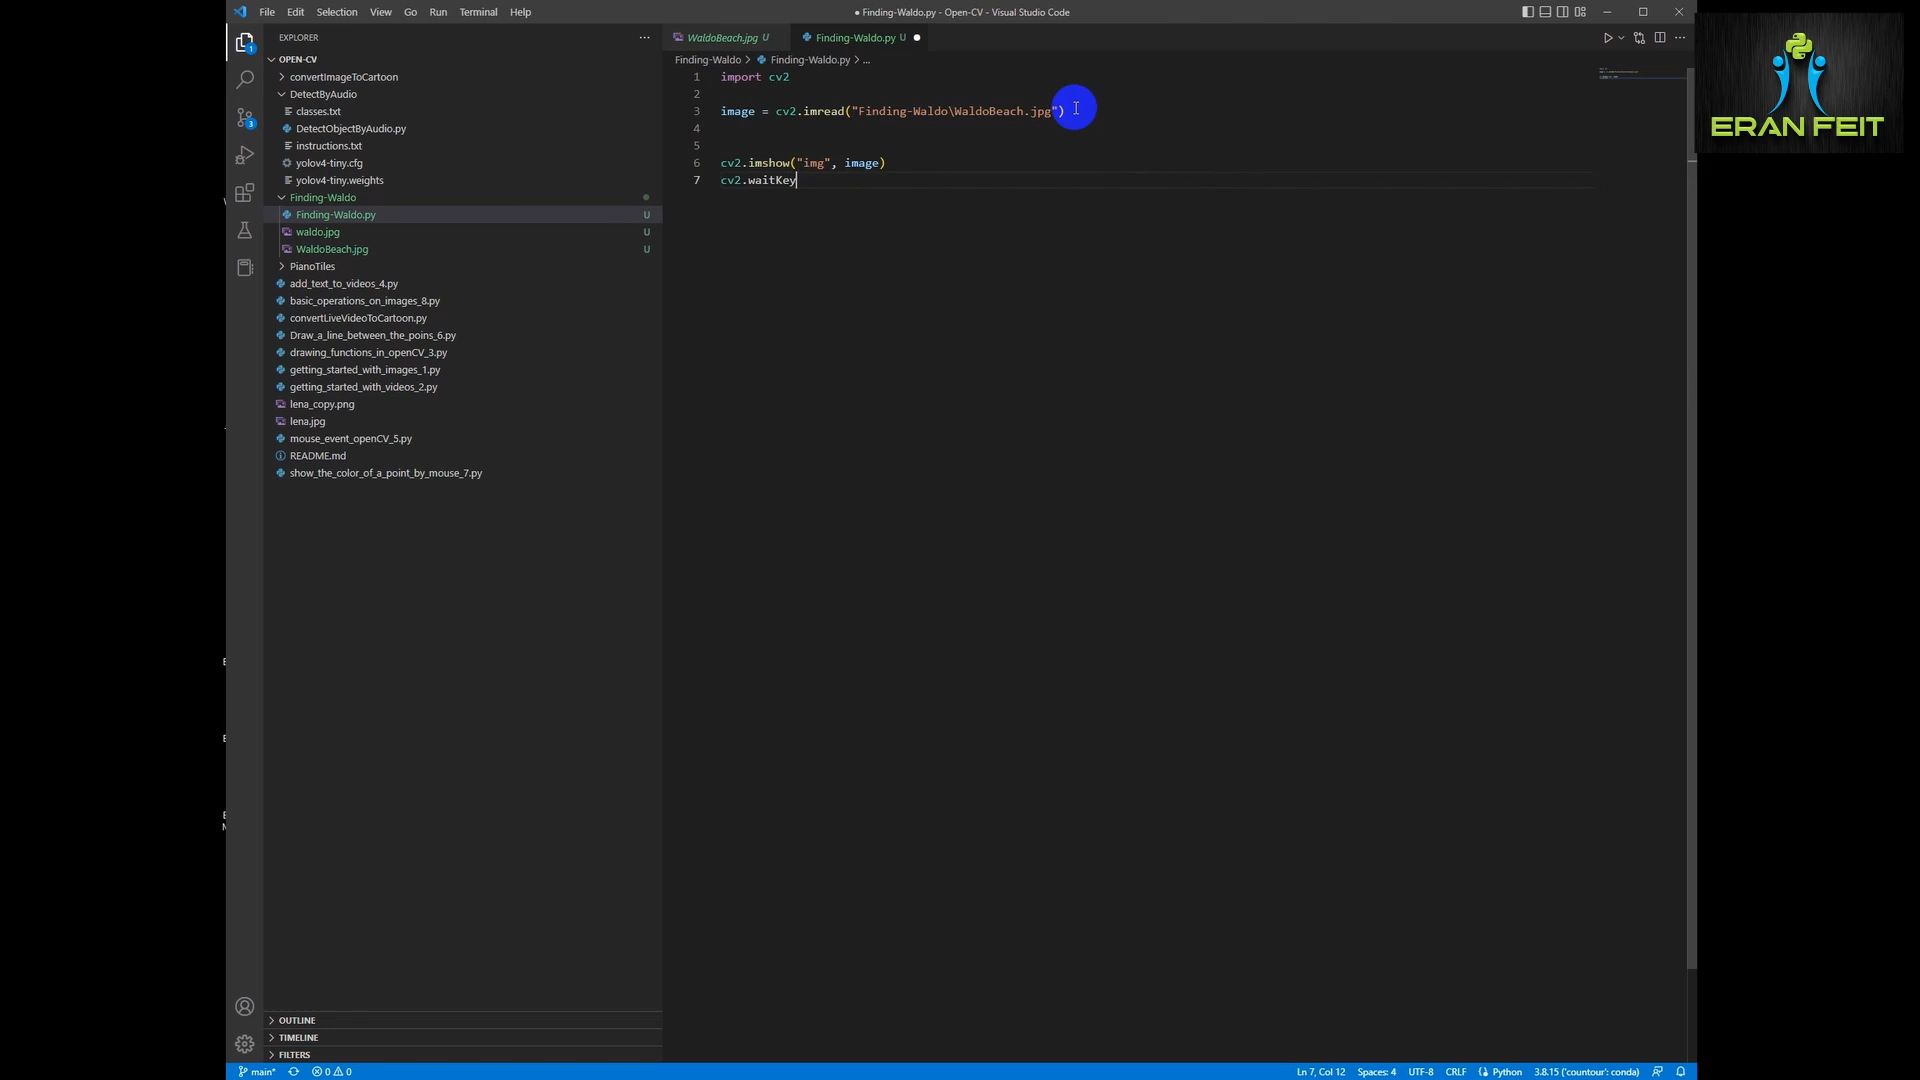 File Edit Selection View Go Run Terminal Help
● Finding-Waldo.py - Open-CV - Visual Studio Code
EXPLORER
OPEN-CV
convertImageToCartoon
DetectByAudio
classes.txt
DetectObjectByAudio.py
instructions.txt
yolov4-tiny.cfg
yolov4-tiny.weights
Finding-Waldo
Finding-Waldo.py U
waldo.jpg U
WaldoBeach.jpg U
PianoTiles
add_text_to_videos_4.py
basic_operations_on_images_8.py
convertLiveVideoToCartoon.py
Draw_a_line_between_the_poins_6.py
drawing_functions_in_openCV_3.py
getting_started_with_images_1.py
getting_started_with_videos_2.py
lena_copy.png
lena.jpg
mouse_event_openCV_5.py
README.md
show_the_color_of_a_point_by_mouse_7.py
OUTLINE
TIMELINE
FILTERS
1
3
WaldoBeach.jpg U Finding-Waldo.py U ●
Finding-Waldo > Finding-Waldo.py > ...
1 import cv2
2
3 image = cv2.imread("Finding-Waldo\WaldoBeach.jpg")
4
5
6 cv2.imshow("img", image)
7 cv2.waitKey
ERAN FEIT
main* 0 0 Ln 7, Col 12 Spaces: 4 UTF-8 CRLF Python 3.8.15 ('countour': conda)